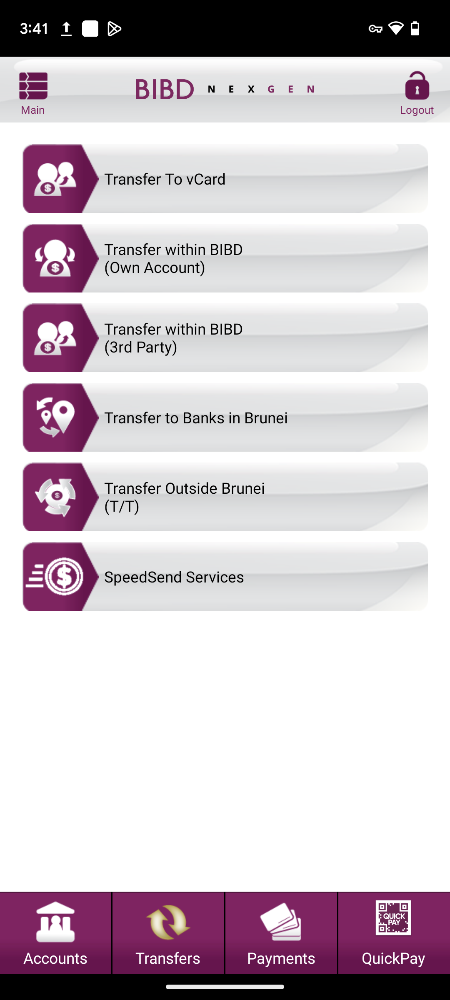 3:41
Main
BIBD NEXGEN
Logout
Transfer To vCard
Transfer within BIBD
(Own Account)
Transfer within BIBD
(3rd Party)
Transfer to Banks in Brunei
Transfer Outside Brunei
(T/T)
SpeedSend Services
QUICK
PAY
Accounts
Transfers
Payments
QuickPay